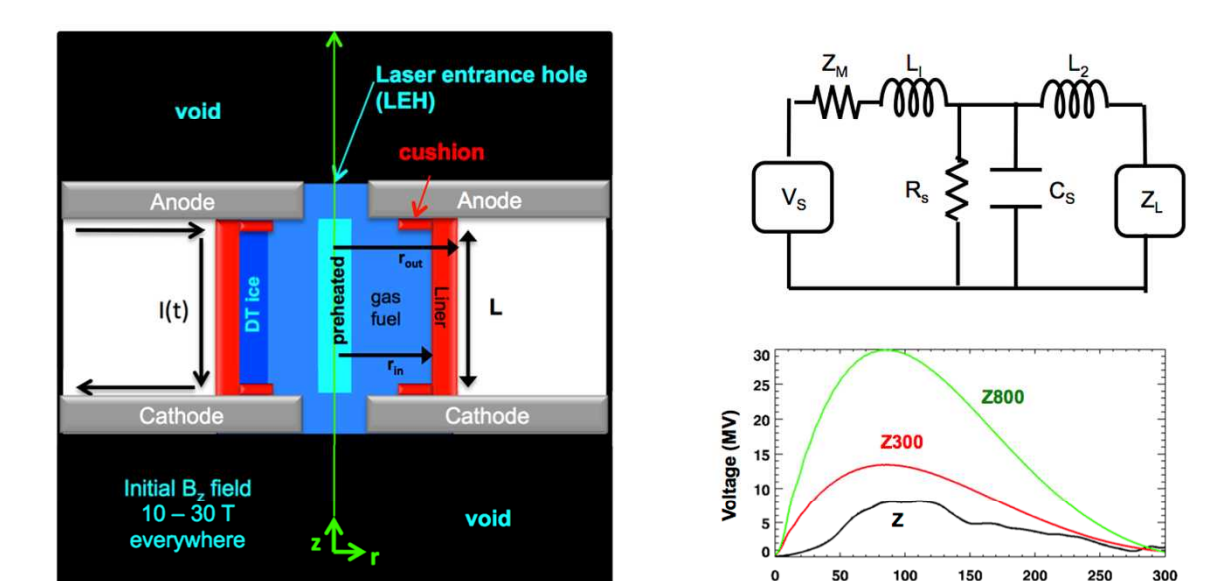 Laser entrance hole
(LEH)
void
cushion
Anode
Anode
I(t)
DT ice
preheated
r_out
gas
fuel
r_in
Liner
L
Cathode
Cathode
Initial B_z field
10 – 30 T
everywhere
void
z
r
Z_M
L_I
L_2
V_S
R_s
C_S
Z_L
Voltage (MV)
30
25
20
15
10
5
0
Z800
Z300
Z
0 50 100 150 200 250 300